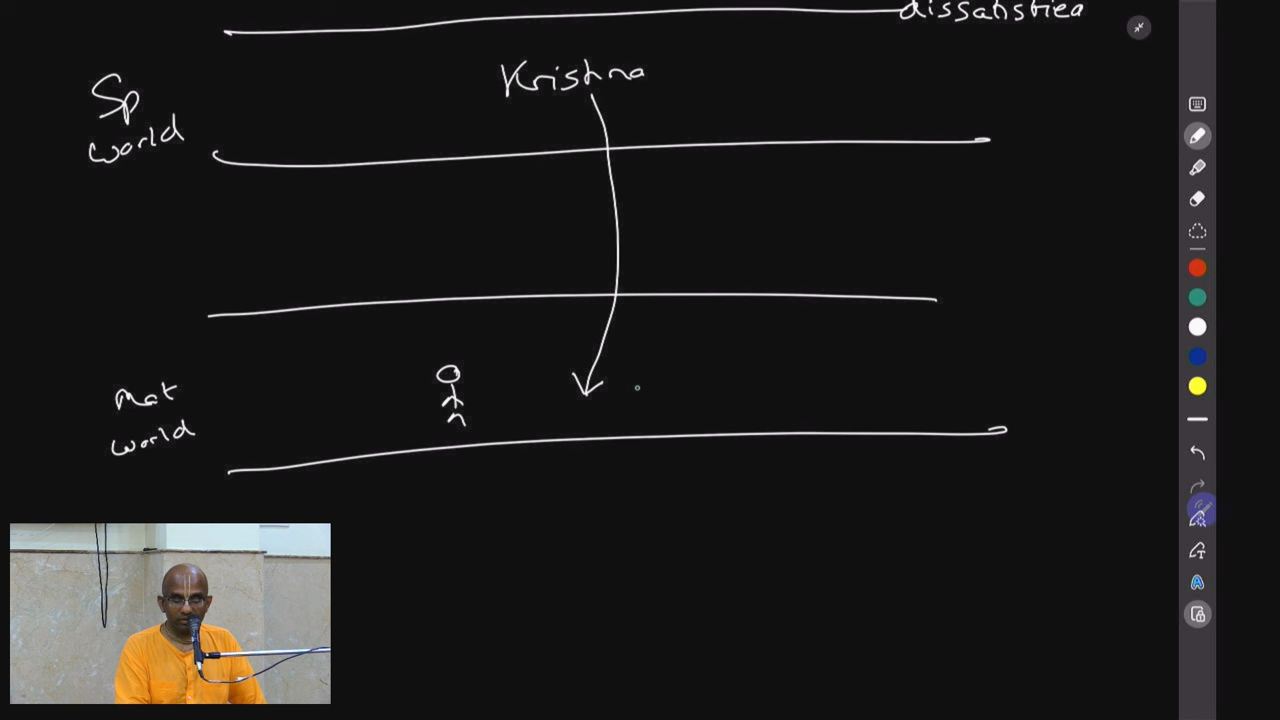 dissatisfied
Krishna
Sp
world
Mat
world